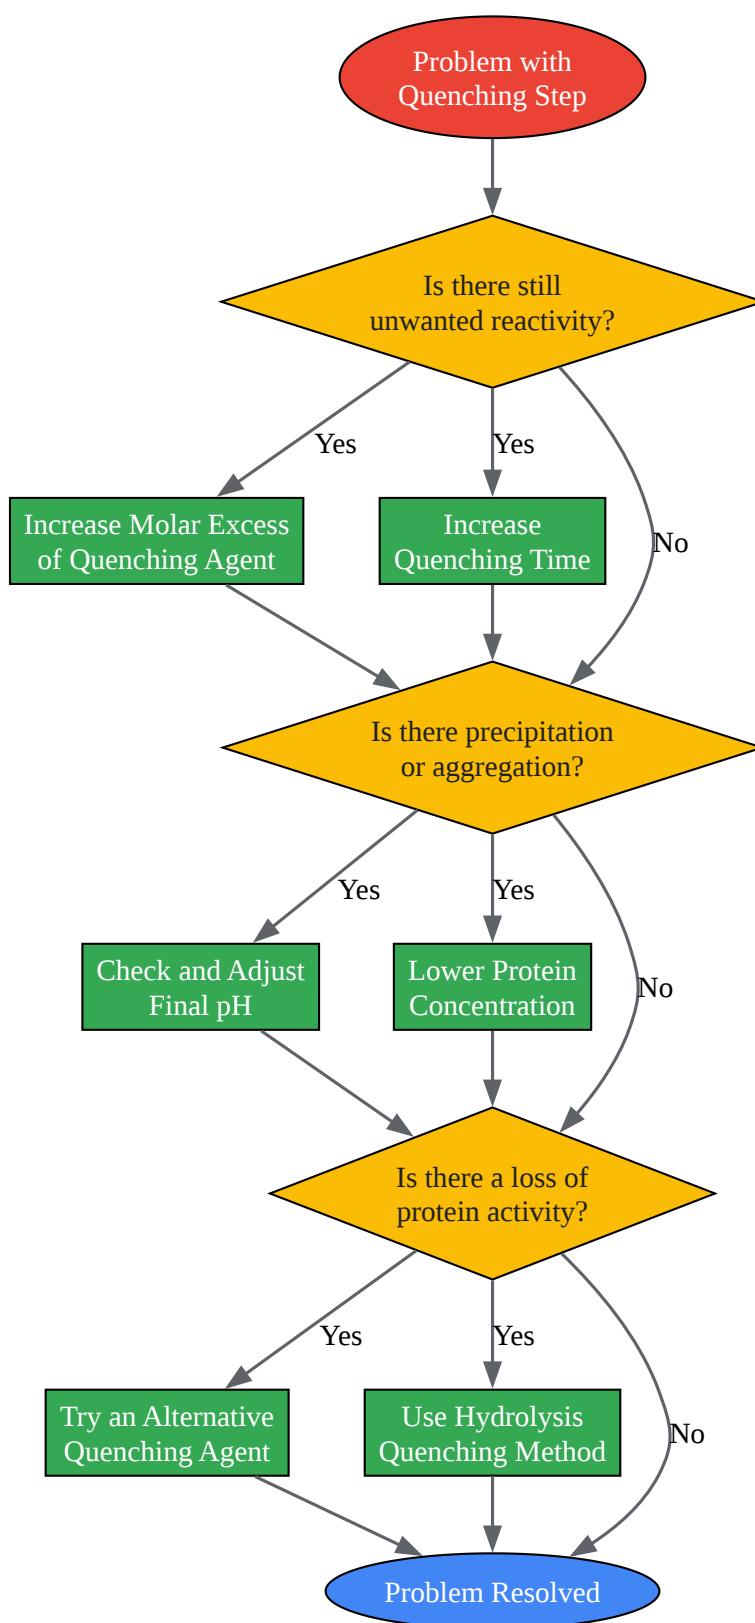 Problem with
Quenching Step
Is there still
unwanted reactivity?
Yes
Yes
No
Increase Molar Excess
of Quenching Agent
Increase
Quenching Time
Is there precipitation
or aggregation?
Yes
Yes
No
Check and Adjust
Final pH
Lower Protein
Concentration
Is there a loss of
protein activity?
Yes
Yes
No
Try an Alternative
Quenching Agent
Use Hydrolysis
Quenching Method
Problem Resolved